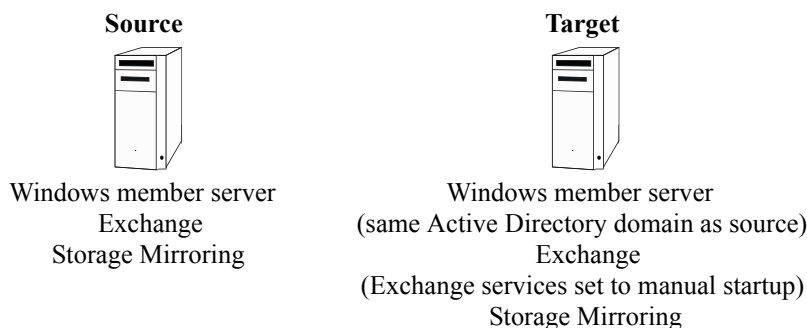 Source
Windows member server
Exchange
Storage Mirroring
Target
Windows member server
(same Active Directory domain as source)
Exchange
(Exchange services set to manual startup)
Storage Mirroring